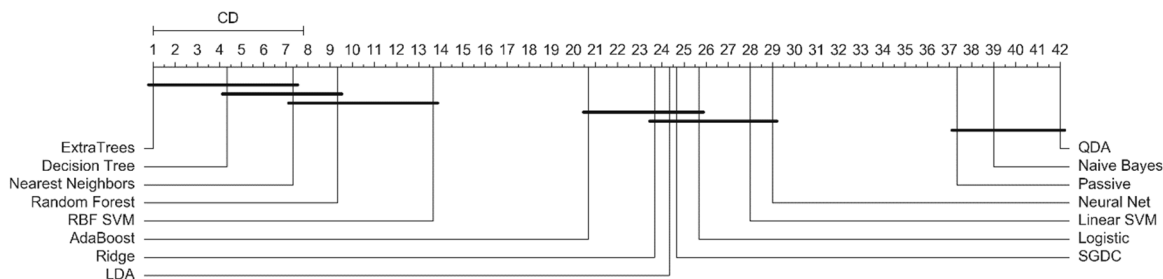 CD
1 2 3 4 5 6 7 8 9 10 11 12 13 14 15 16 17 18 19 20 21 22 23 24 25 26 27 28 29 30 31 32 33 34 35 36 37 38 39 40 41 42
ExtraTrees QDA
Decision Tree Naive Bayes
Nearest Neighbors Passive
Random Forest Neural Net
RBF SVM Linear SVM
AdaBoost Logistic
Ridge SGDC
LDA